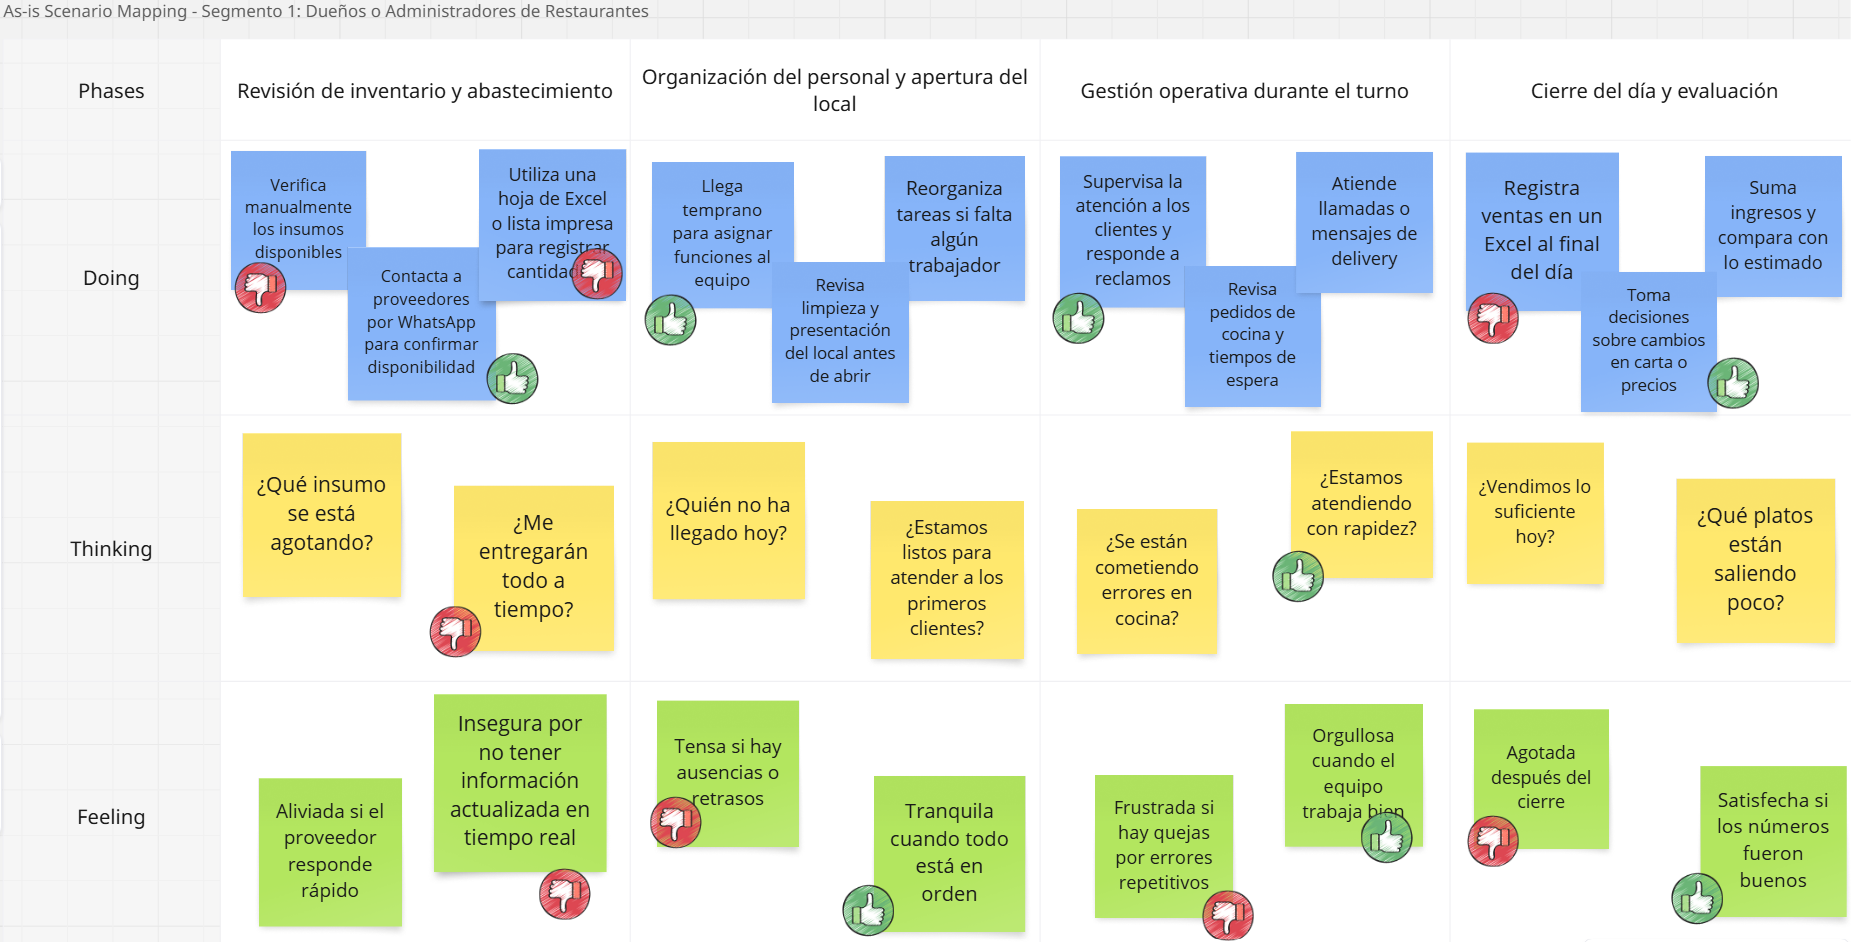 As-is Scenario Mapping - Segmento 1: Dueños o Administradores de Restaurantes
Phases
Revisión de inventario y abastecimiento
Organización del personal y apertura del
local
Gestión operativa durante el turno
Cierre del día y evaluación
Doing
Verifica
manualmente
los insumos
disponibles
Contacta a
proveedores
por WhatsApp
para confirmar
disponibilidad
Utiliza una
hoja de Excel
o lista impresa
para registrar
Llega
temprano
para asignar
funciones al
equipo
Revisa
limpieza y
presentación
del local antes
de abrir
Reorganiza
tareas si falta
algún
trabajador
Supervisa la
atención a los
clientes y
responde a
reclamos
Revisa
pedidos de
cocina y
tiempos de
espera
Atiende
llamadas o
mensajes de
delivery
Registra
ventas en un
Excel al final
del día
Toma
decisiones
sobre cambios
en carta o
precios
Suma
ingresos y
compara con
lo estimado
Thinking
¿Qué insumo
se está
agotando?
¿Me
entregarán
todo a
tiempo?
¿Quién no ha
llegado hoy?
¿Estamos
listos para
atender a los
primeros
clientes?
¿Se están
cometiendo
errores en
cocina?
¿Estamos
atendiendo
con rapidez?
¿Vendimos lo
suficiente
hoy?
¿Qué platos
están
saliendo
poco?
Feeling
Aliviada si el
proveedor
responde
rápido
Insegura por
no tener
información
actualizada en
tiempo real
Tensa si hay
ausencias o
retrasos
Tranquila
cuando todo
está en
orden
Frustrada si
hay quejas
por errores
repetitivos
Orgullosa
cuando el
equipo
trabaja bien
Agotada
después del
cierre
Satisfecha si
los números
fueron
buenos